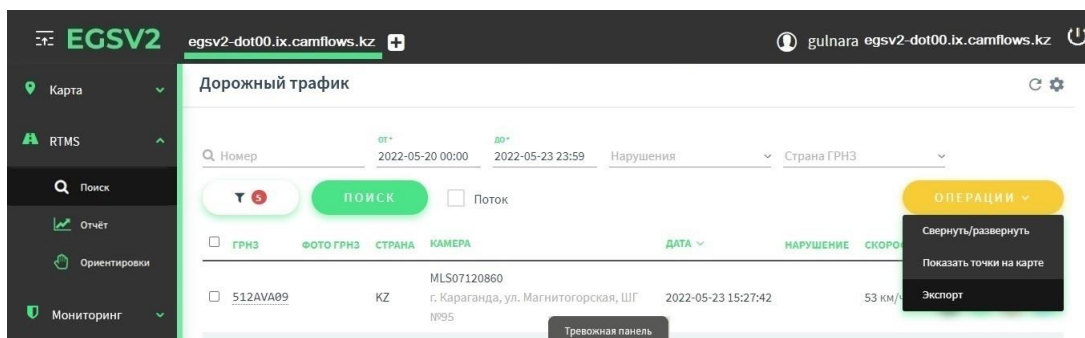 EGSV2
egsv2-dot00.ix.camflows.kz
gulnara egsv2-dot00.ix.camflows.kz
Карта
RTMS
Поиск
Отчёт
Ориентировки
Мониторинг
Дорожный трафик
Номер
от*
2022-05-20 00:00
до*
2022-05-23 23:59
Нарушения
Страна ГРНЗ
5
ПОИСК
Поток
ОПЕРАЦИИ
Свернуть/развернуть
Показать точки на карте
Экспорт
ГРНЗ ФОТО ГРНЗ СТРАНА КАМЕРА ДАТА НАРУШЕНИЕ
512AVA09 KZ
MLS07120860
г. Караганда, ул. Магнитогорская, ШГ
№95
2022-05-23 15:27:42
53
Тревожная панель